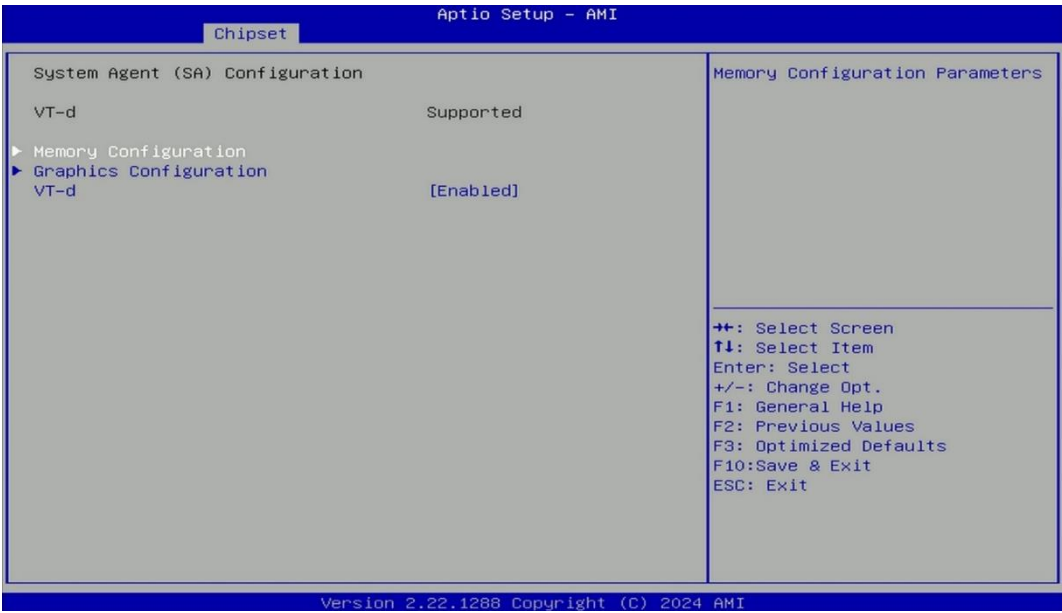 Aptio Setup – AMI
Chipset
System Agent (SA) Configuration
VT-d Supported
▶ Memory Configuration
▶ Graphics Configuration
VT-d [Enabled]
Memory Configuration Parameters
→←: Select Screen
↑↓: Select Item
Enter: Select
+/-: Change Opt.
F1: General Help
F2: Previous Values
F3: Optimized Defaults
F10:Save & Exit
ESC: Exit
Version 2.22.1288 Copyright (C) 2024 AMI